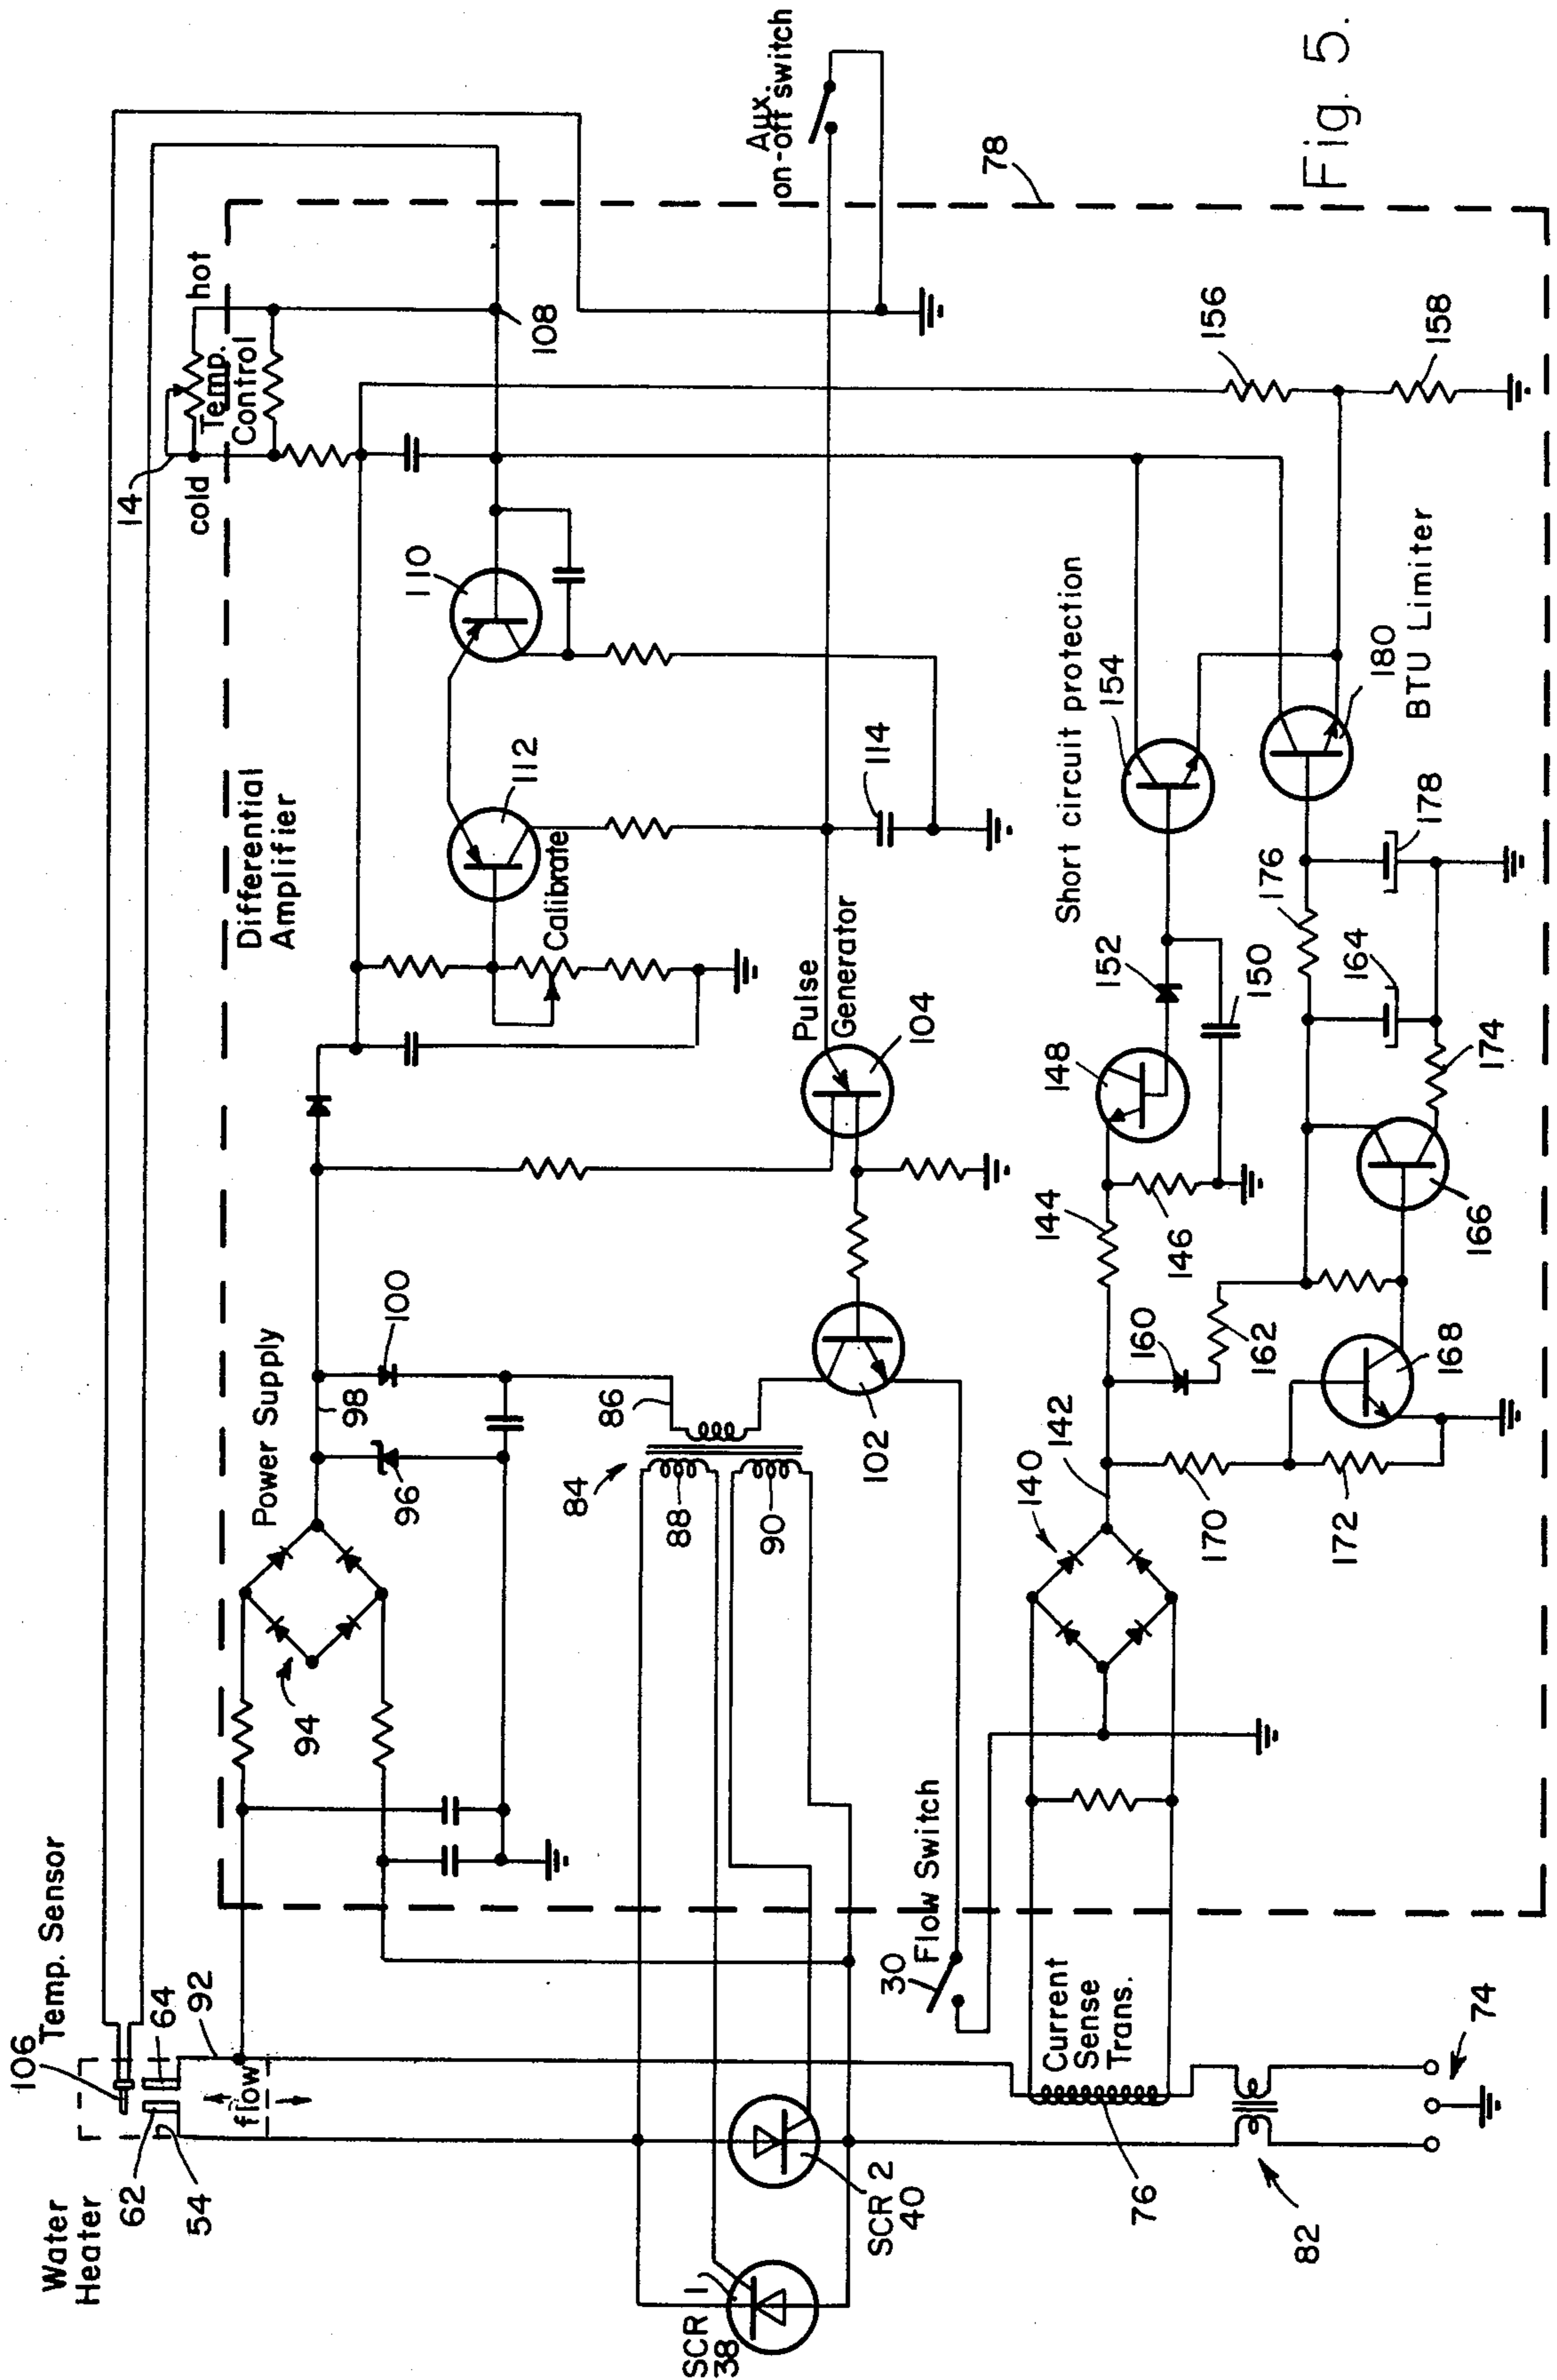 Water
Heater
106
Temp. Sensor
62
64
54
92
flow
14
cold
hot
Temp.
Control
Differential
Amplifier
Power Supply
94
96
98
100
110
112
108
Calibrate
Aux.
on-off switch
84
86
88
90
102
Pulse
Generator
104
114
78
SCR 1
38
SCR 2
40
30
Flow Switch
Current
Sense
Trans.
76
82
74
140
142
144
146
148
150
152
Short circuit protection
154
156
158
160
162
164
166
168
170
172
174
176
178
180
BTU Limiter
Fig. 5.